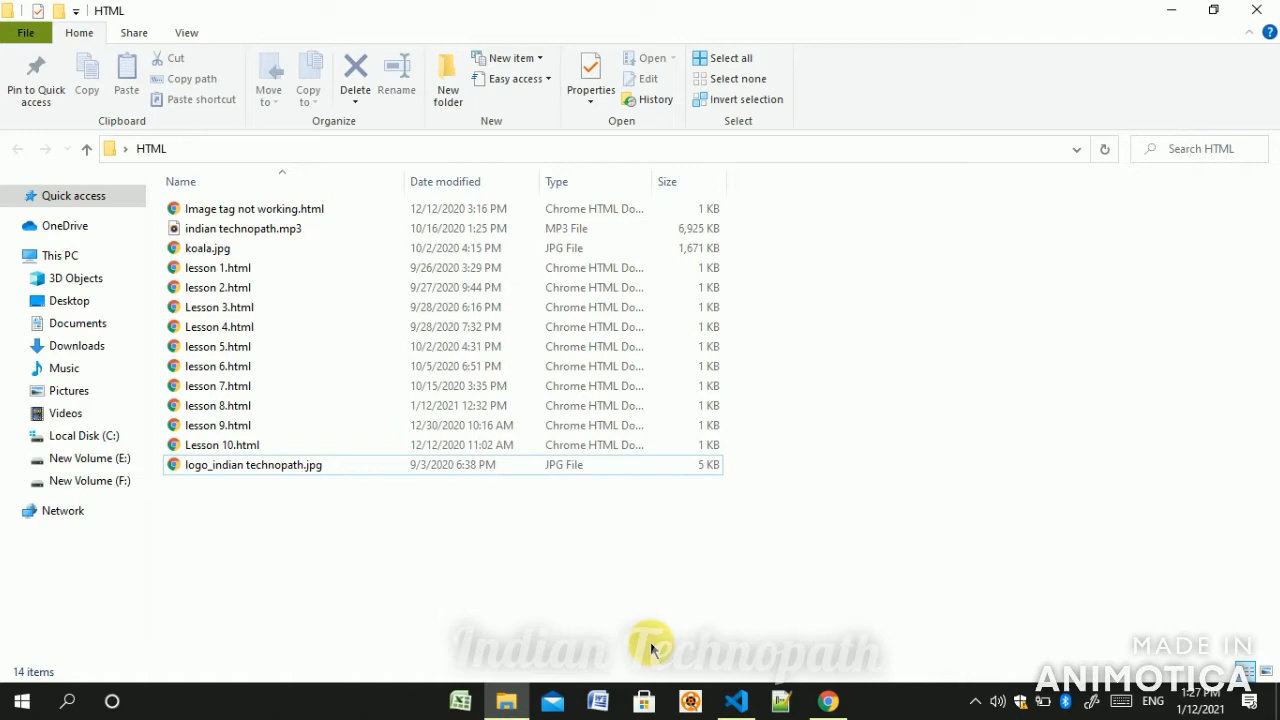 HTML
File Home Share View
Pin to Quick access
Copy
Paste
Cut
Copy path
Paste shortcut
Clipboard
Move to
Copy to
Delete
Rename
Organize
New folder
New item
Easy access
New
Properties
Open
Edit
History
Open
Select all
Select none
Invert selection
Select
HTML
Search HTML
Quick access
OneDrive
This PC
3D Objects
Desktop
Documents
Downloads
Music
Pictures
Videos
Local Disk (C:)
New Volume (E:)
New Volume (F:)
Network
Name Date modified Type Size
Image tag not working.html 12/12/2020 3:16 PM Chrome HTML Do... 1 KB
indian technopath.mp3 10/16/2020 1:25 PM MP3 File 6,925 KB
koala.jpg 10/2/2020 4:15 PM JPG File 1,671 KB
lesson 1.html 9/26/2020 3:29 PM Chrome HTML Do... 1 KB
lesson 2.html 9/27/2020 9:44 PM Chrome HTML Do... 1 KB
Lesson 3.html 9/28/2020 6:16 PM Chrome HTML Do... 1 KB
Lesson 4.html 9/28/2020 7:32 PM Chrome HTML Do... 1 KB
lesson 5.html 10/2/2020 4:31 PM Chrome HTML Do... 1 KB
lesson 6.html 10/5/2020 6:51 PM Chrome HTML Do... 1 KB
lesson 7.html 10/15/2020 3:35 PM Chrome HTML Do... 1 KB
lesson 8.html 1/12/2021 12:32 PM Chrome HTML Do... 1 KB
lesson 9.html 12/30/2020 10:16 AM Chrome HTML Do... 1 KB
Lesson 10.html 12/12/2020 11:02 AM Chrome HTML Do... 1 KB
logo_indian technopath.jpg 9/3/2020 6:38 PM JPG File 5 KB
Indian Technopath
MADE IN
ANIMOTICA
14 items
ENG
1:27 PM
1/12/2021